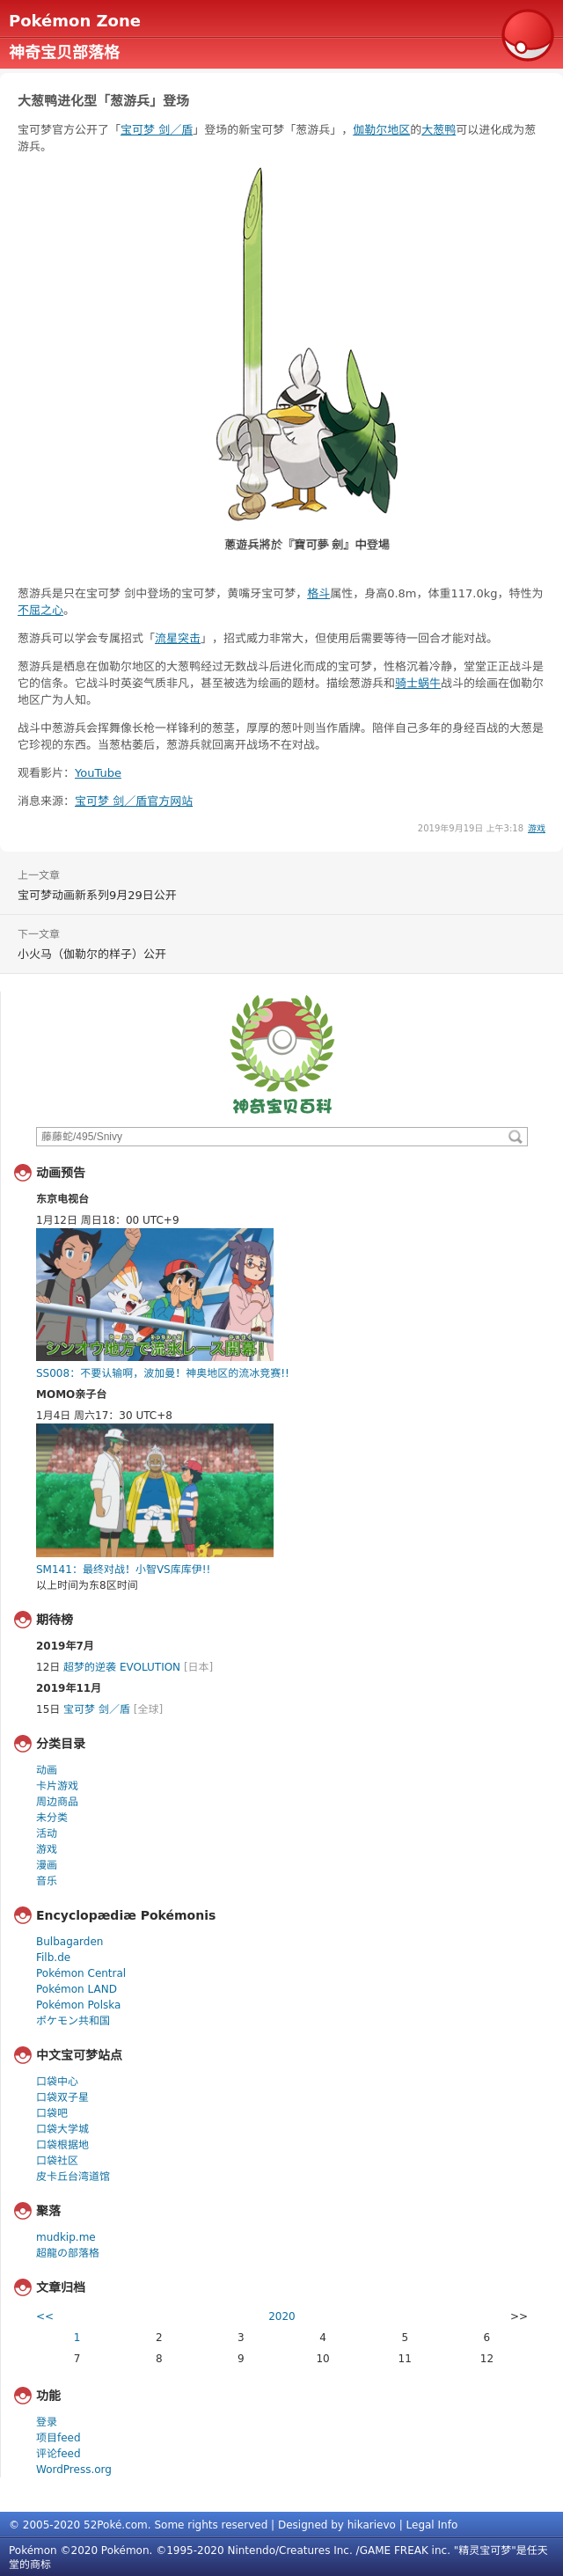 Pokémon Zone
神奇宝贝部落格
大葱鸭进化型「葱游兵」登场
宝可梦官方公开了「宝可梦 剑／盾」登场的新宝可梦「葱游兵」，伽勒尔地区的大葱鸭可以进化成为葱
游兵。
蔥遊兵將於『寶可夢 劍』中登場
葱游兵是只在宝可梦 剑中登场的宝可梦，黄嘴牙宝可梦，格斗属性，身高0.8m，体重117.0kg，特性为
不屈之心。
葱游兵可以学会专属招式「流星突击」，招式威力非常大，但使用后需要等待一回合才能对战。
葱游兵是栖息在伽勒尔地区的大葱鸭经过无数战斗后进化而成的宝可梦，性格沉着冷静，堂堂正正战斗是
它的信条。它战斗时英姿气质非凡，甚至被选为绘画的题材。描绘葱游兵和骑士蜗牛战斗的绘画在伽勒尔
地区广为人知。
战斗中葱游兵会挥舞像长枪一样锋利的葱茎，厚厚的葱叶则当作盾牌。陪伴自己多年的身经百战的大葱是
它珍视的东西。当葱枯萎后，葱游兵就回离开战场不在对战。
观看影片：YouTube
消息来源：宝可梦 剑／盾官方网站
2019年9月19日 上午3:18 游戏
上一文章
宝可梦动画新系列9月29日公开
下一文章
小火马（伽勒尔的样子）公开
神奇宝贝百科
藤藤蛇/495/Snivy
动画预告
东京电视台
1月12日 周日18：00 UTC+9
シンオウ地方で流氷レース開幕！
SS008：不要认输啊，波加曼！神奥地区的流冰竞赛!!
MOMO亲子台
1月4日 周六17：30 UTC+8
SM141：最终对战！小智VS库库伊!!
以上时间为东8区时间
期待榜
2019年7月
12日 超梦的逆袭 EVOLUTION [日本]
2019年11月
15日 宝可梦 剑／盾 [全球]
分类目录
动画
卡片游戏
周边商品
未分类
活动
游戏
漫画
音乐
Encyclopædiæ Pokémonis
Bulbagarden
Filb.de
Pokémon Central
Pokémon LAND
Pokémon Polska
ポケモン共和国
中文宝可梦站点
口袋中心
口袋双子星
口袋吧
口袋大学城
口袋根据地
口袋社区
皮卡丘台湾道馆
聚落
mudkip.me
超龍の部落格
文章归档
<< 2020 >>
1 2 3 4 5 6
7 8 9 10 11 12
功能
登录
项目feed
评论feed
WordPress.org
© 2005-2020 52Poké.com. Some rights reserved | Designed by hikarievo | Legal Info
Pokémon ©2020 Pokémon. ©1995-2020 Nintendo/Creatures Inc. /GAME FREAK inc. "精灵宝可梦"是任天
堂的商标